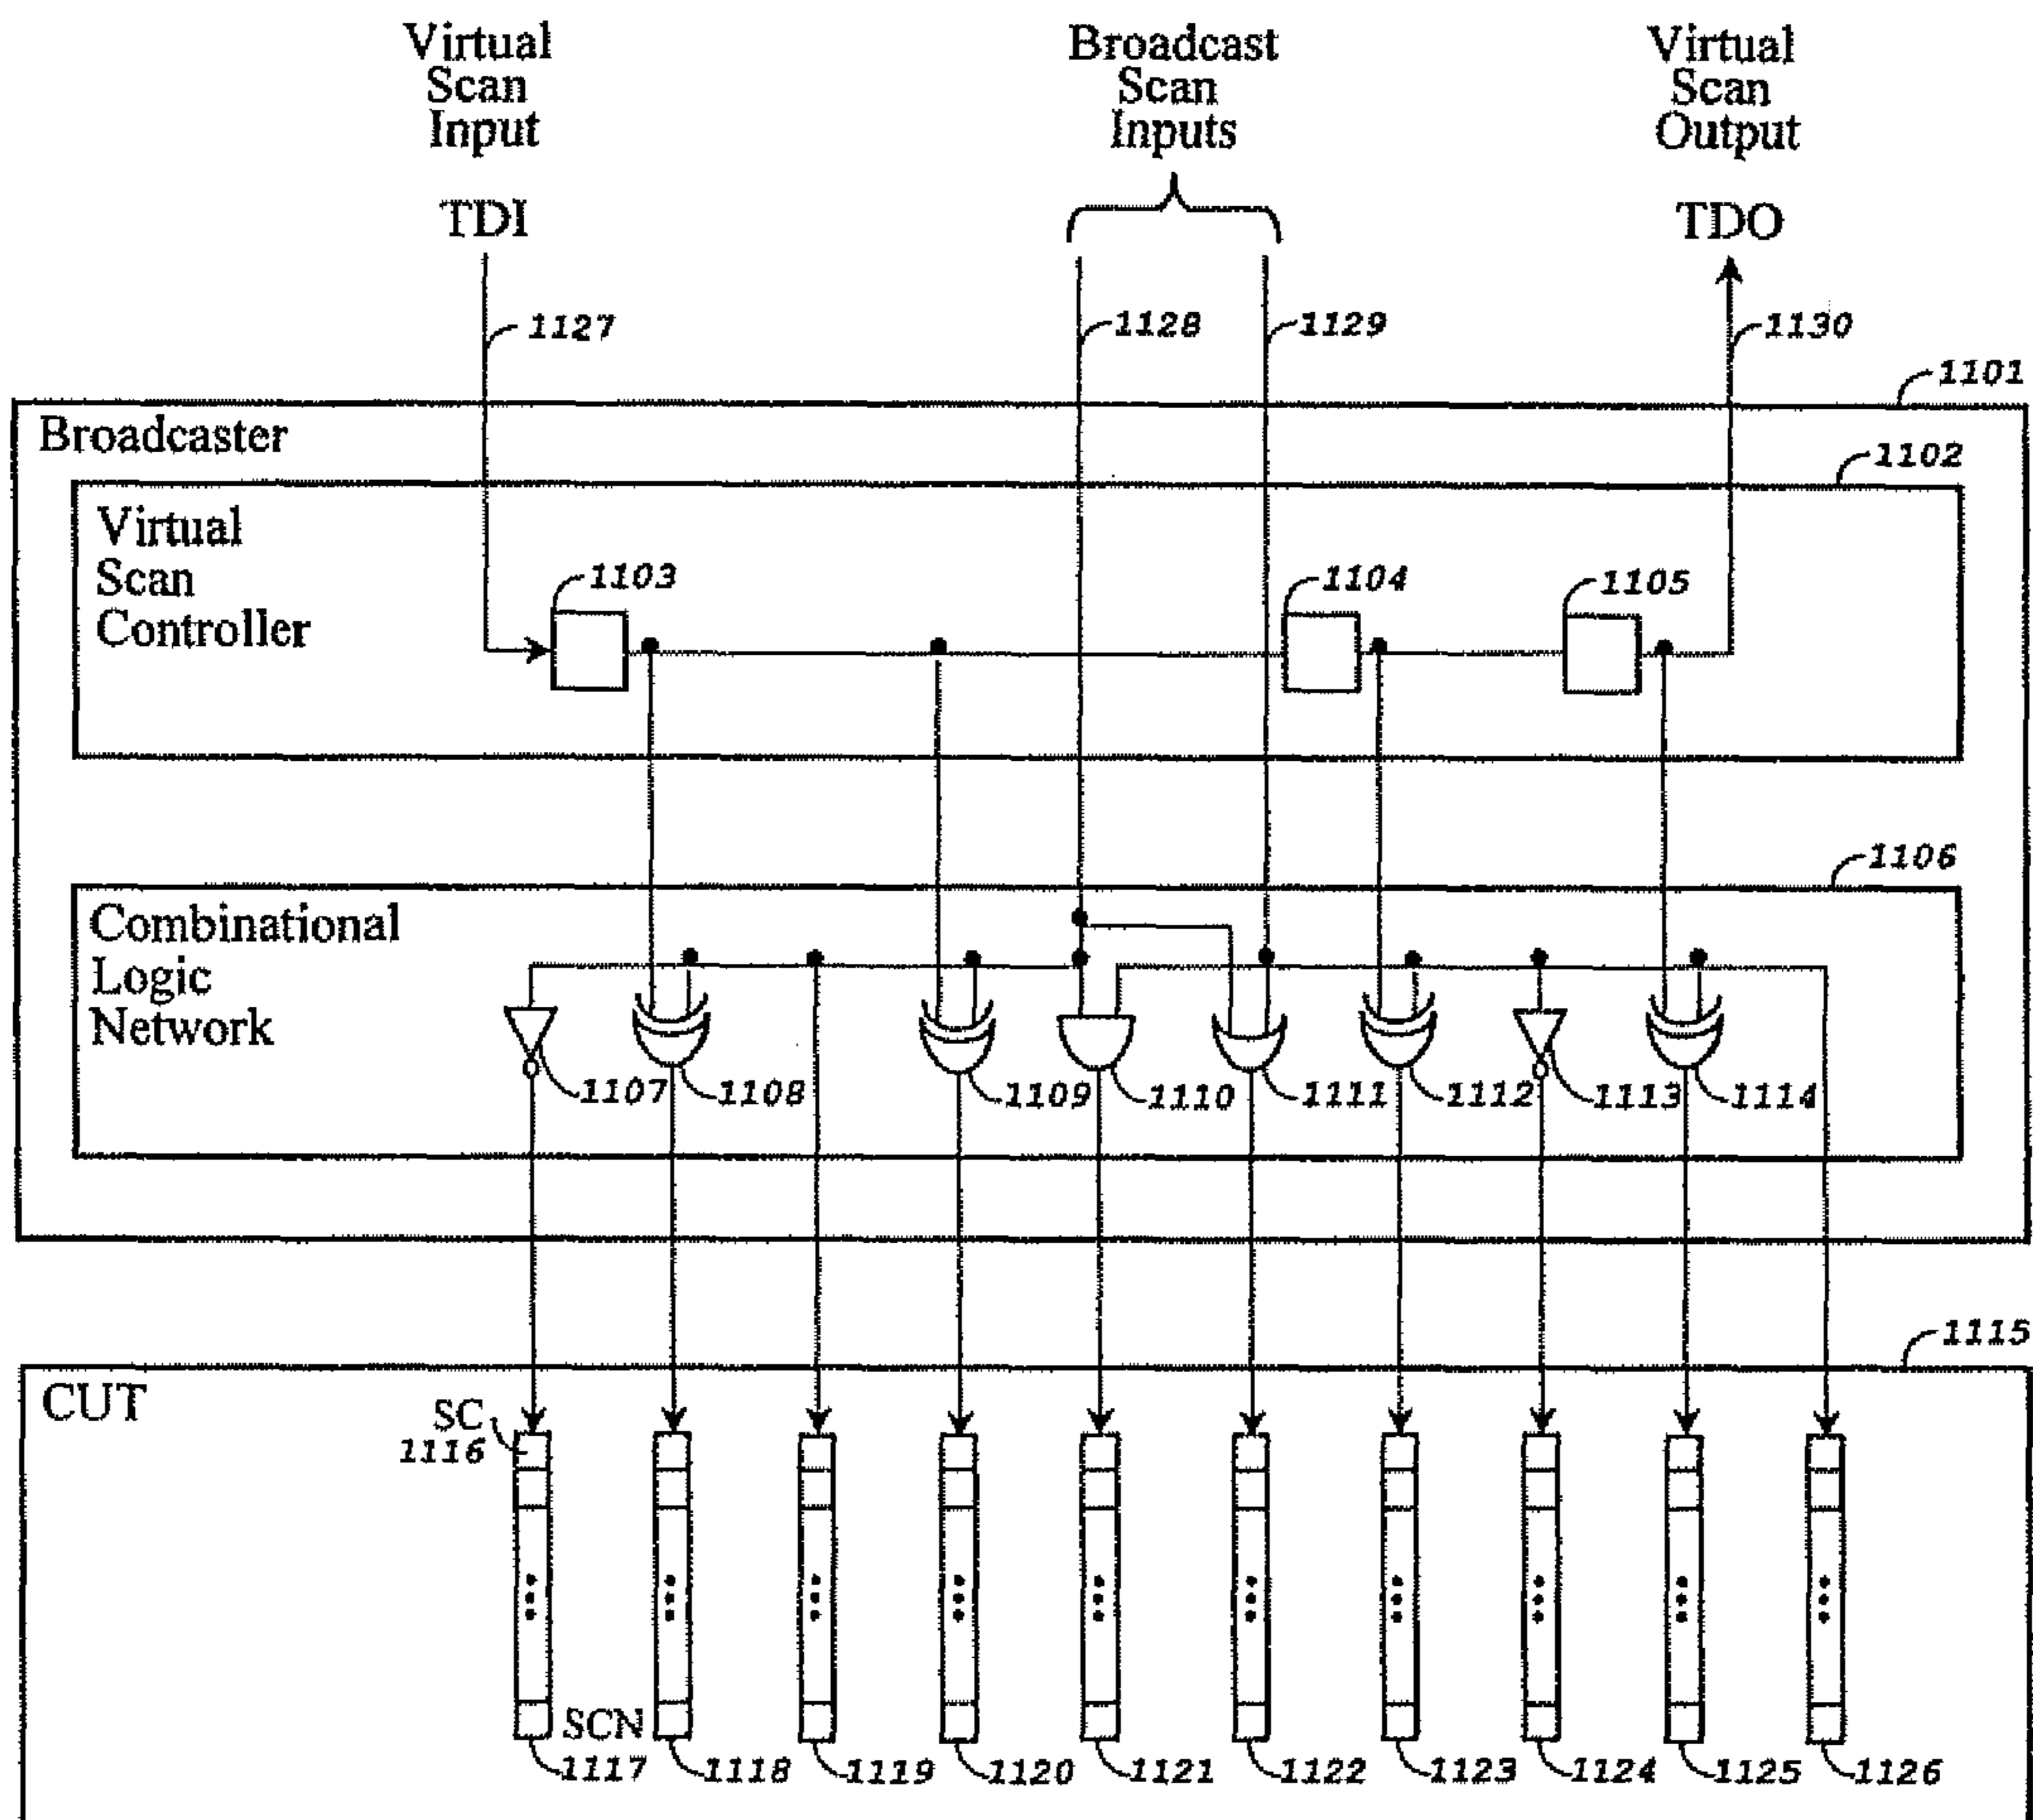 Virtual
Scan
Input
Broadcast
Scan
Inputs
Virtual
Scan
Output
TDI
TDO
1127
1128
1129
1130
1101
Broadcaster
1102
Virtual
Scan
Controller
1103
1104
1105
1106
Combinational
Logic
Network
1107
1108
1109
1110
1111
1112
1113
1114
1115
CUT
SC
1116
SCN
1117
1118
1119
1120
1121
1122
1123
1124
1125
1126